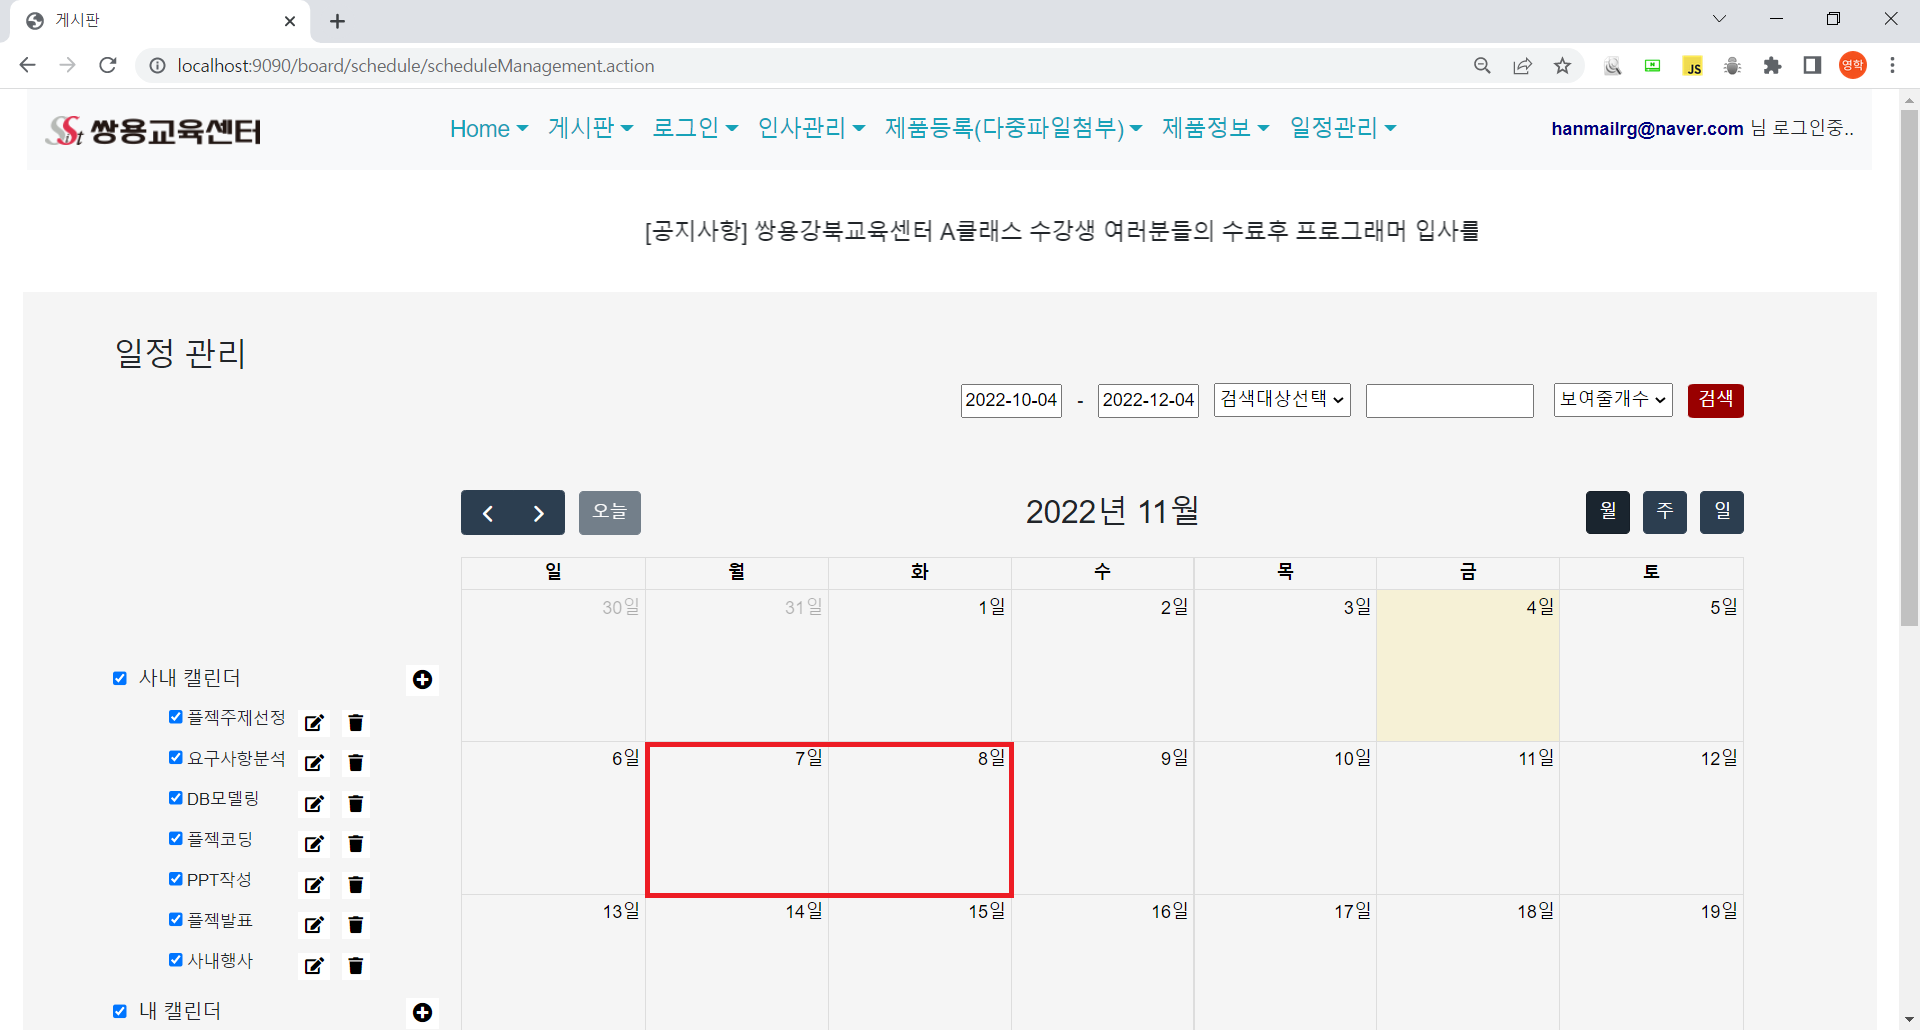 게시판
localhost:9090/board/schedule/scheduleManagement.action
JS
영학
Sist 쌍용교육센터 Home 게시판 로그인 인사관리 제품등록(다중파일첨부) 제품정보 일정관리 hanmailrg@naver.com 님 로그인중..
[공지사항] 쌍용강북교육센터 A클래스 수강생 여러분들의 수료후 프로그래머 입사를
일정 관리
2022-10-04 - 2022-12-04 검색대상선택 보여줄개수 검색
오늘 2022년 11월 월 주 일
일 월 화 수 목 금 토
30일 31일 1일 2일 3일 4일 5일
6일 7일 8일 9일 10일 11일 12일
13일 14일 15일 16일 17일 18일 19일
사내 캘린더
플젝주제선정
요구사항분석
DB모델링
플젝코딩
PPT작성
플젝발표
사내행사
내 캘린더